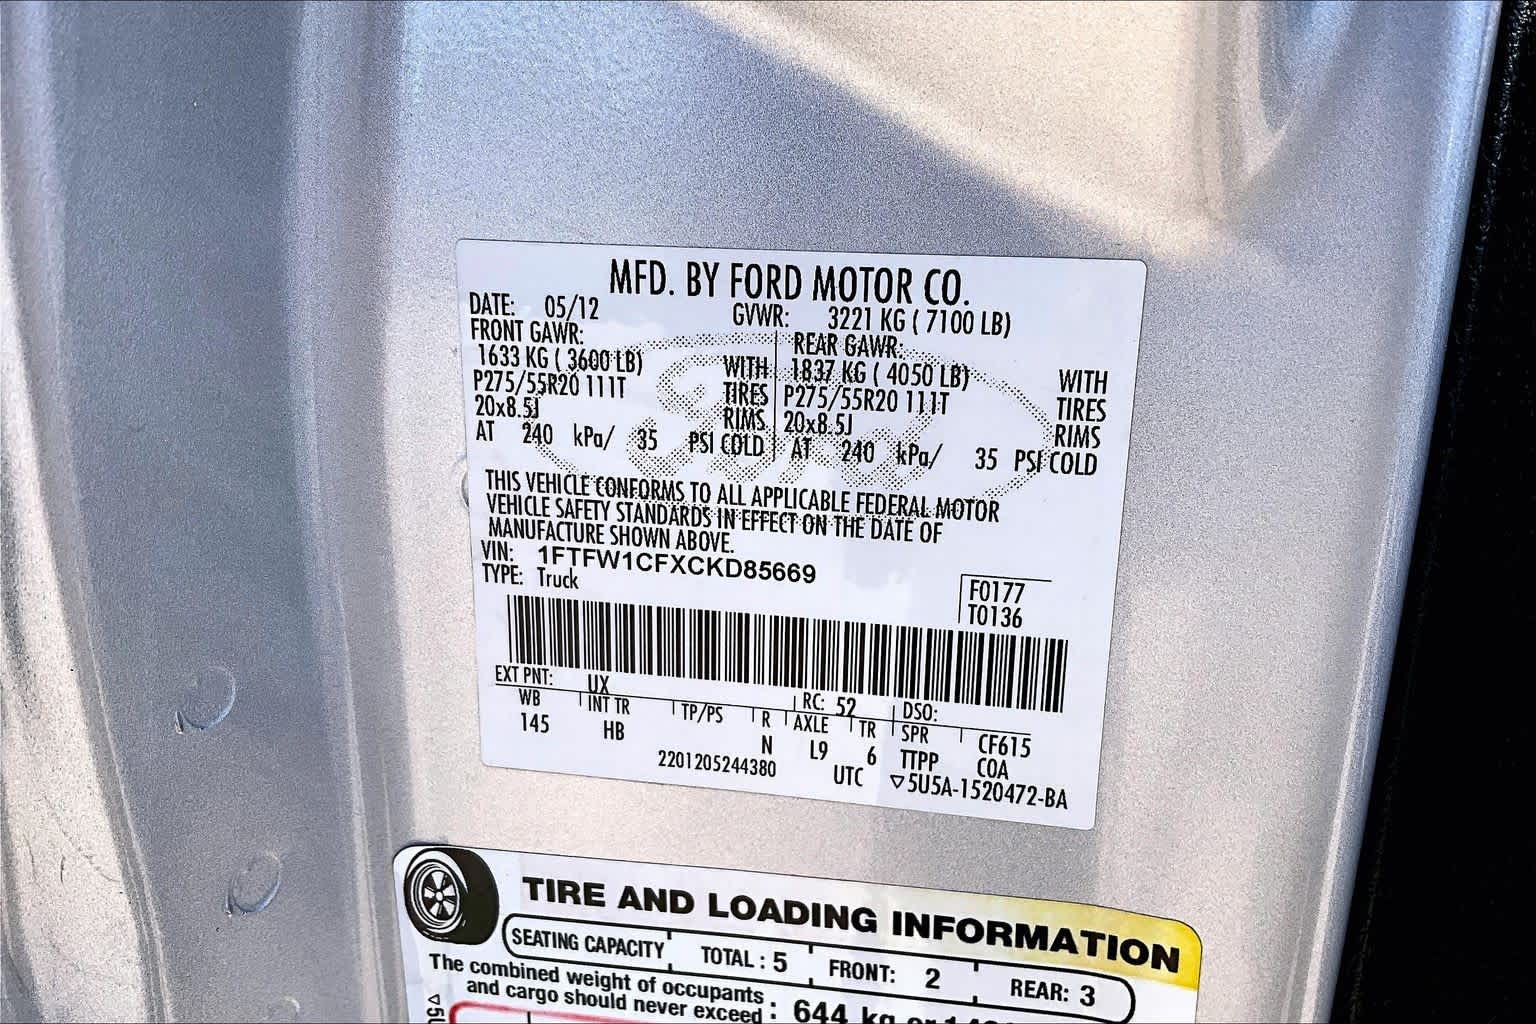 MFD. BY FORD MOTOR CO.
DATE: 05/12 GVWR: 3221 KG ( 7100 LB)
FRONT GAWR: REAR GAWR:
1633 KG ( 3600 LB) WITH 1837 KG ( 4050 LB) WITH
P275/55R20 111T TIRES P275/55R20 111T TIRES
20x8.5J RIMS 20x8.5J RIMS
AT 240 kPa/ 35 PSI COLD AT 240 kPa/ 35 PSI COLD
Ford
THIS VEHICLE CONFORMS TO ALL APPLICABLE FEDERAL MOTOR
VEHICLE SAFETY STANDARDS IN EFFECT ON THE DATE OF
MANUFACTURE SHOWN ABOVE.
VIN: 1FTFW1CFXCKD85669
TYPE: Truck
F0177
T0136
EXT PNT: UX RC: 52 DSO:
WB INT TR TP/PS R AXLE TR SPR CF615
145 HB N L9 6 TTPP COA
2201205244380 UTC ▽5U5A-1520472-BA
TIRE AND LOADING INFORMATION
SEATING CAPACITY TOTAL : 5 FRONT: 2 REAR: 3
The combined weight of occupants
and cargo should never exceed : 644 kg or
▽5U